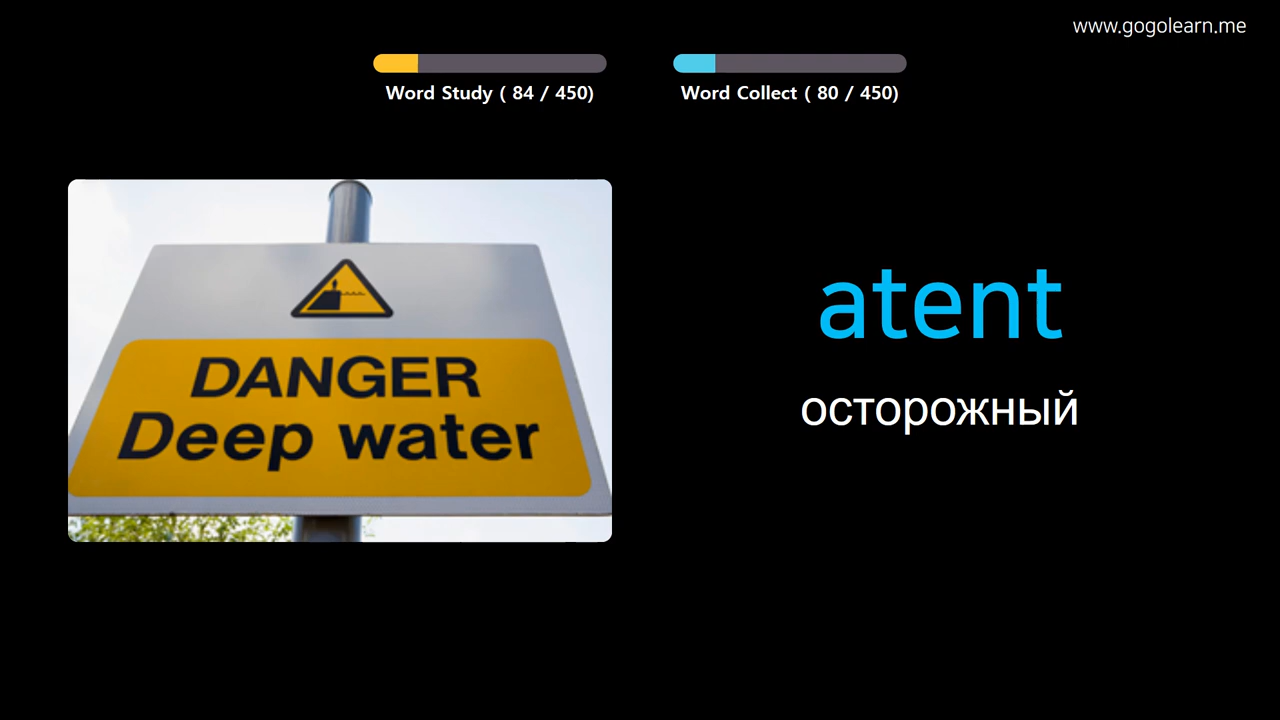 www.gogolearn.me
Word Study ( 84 / 450)
Word Collect ( 80 / 450)
DANGER
Deep water
atent
осторожный